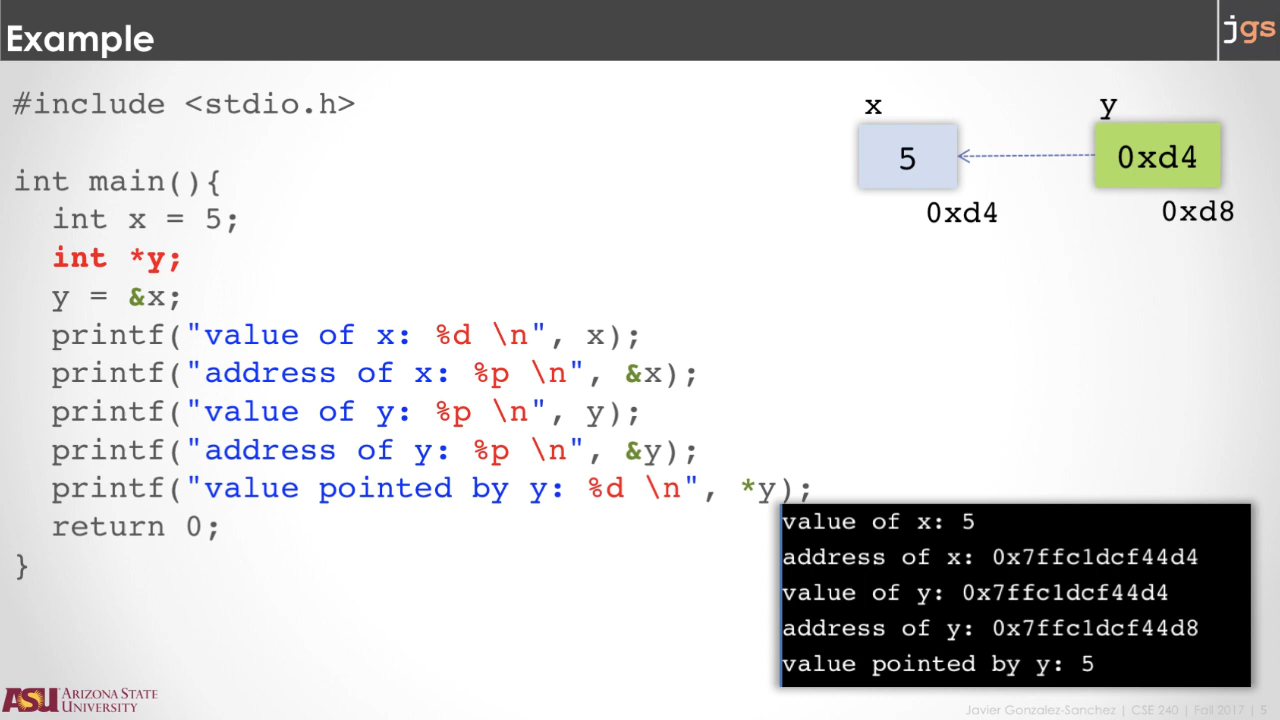 Example
jgs
#include <stdio.h>
int main(){
  int x = 5;
  int *y;
  y = &x;
  printf("value of x: %d \n", x);
  printf("address of x: %p \n", &x);
  printf("value of y: %p \n", y);
  printf("address of y: %p \n", &y);
  printf("value pointed by y: %d \n", *y);
  return 0;
}
x y
5 0xd4
0xd4 0xd8
value of x: 5
address of x: 0x7ffc1dcf44d4
value of y: 0x7ffc1dcf44d4
address of y: 0x7ffc1dcf44d8
value pointed by y: 5
ASU ARIZONA STATE
UNIVERSITY
Javier Gonzalez-Sanchez | CSE 240 | Fall 2017 | 5